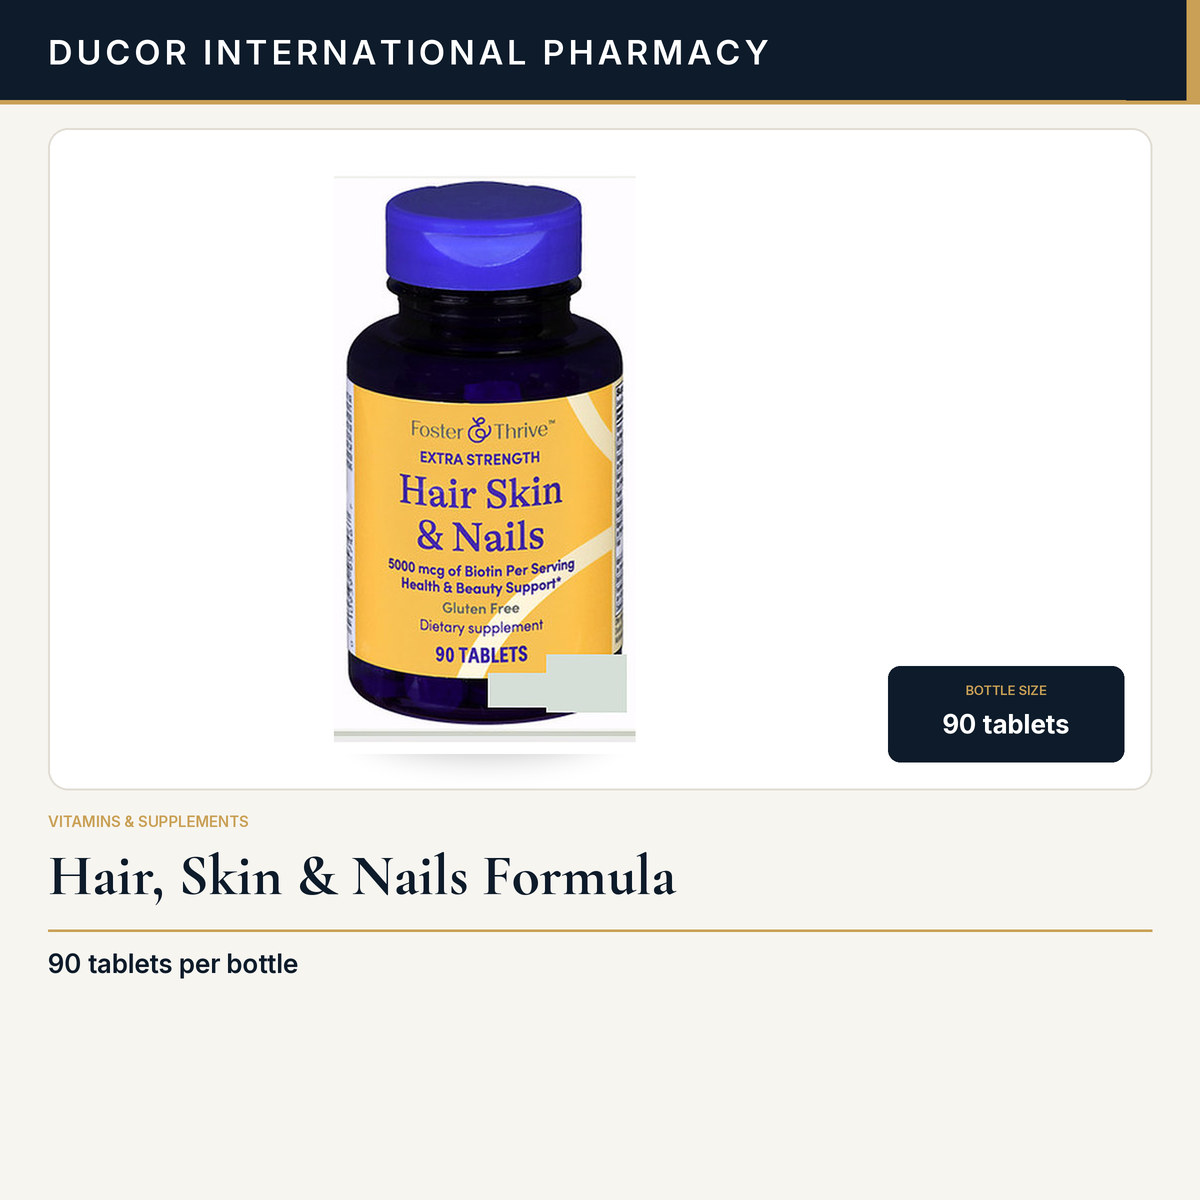 DUCOR INTERNATIONAL PHARMACY
Foster & Thrive™
EXTRA STRENGTH
Hair Skin
& Nails
5000 mcg of Biotin Per Serving
Health & Beauty Support*
Gluten Free
Dietary supplement
90 TABLETS
BOTTLE SIZE
90 tablets
VITAMINS & SUPPLEMENTS
Hair, Skin & Nails Formula
90 tablets per bottle